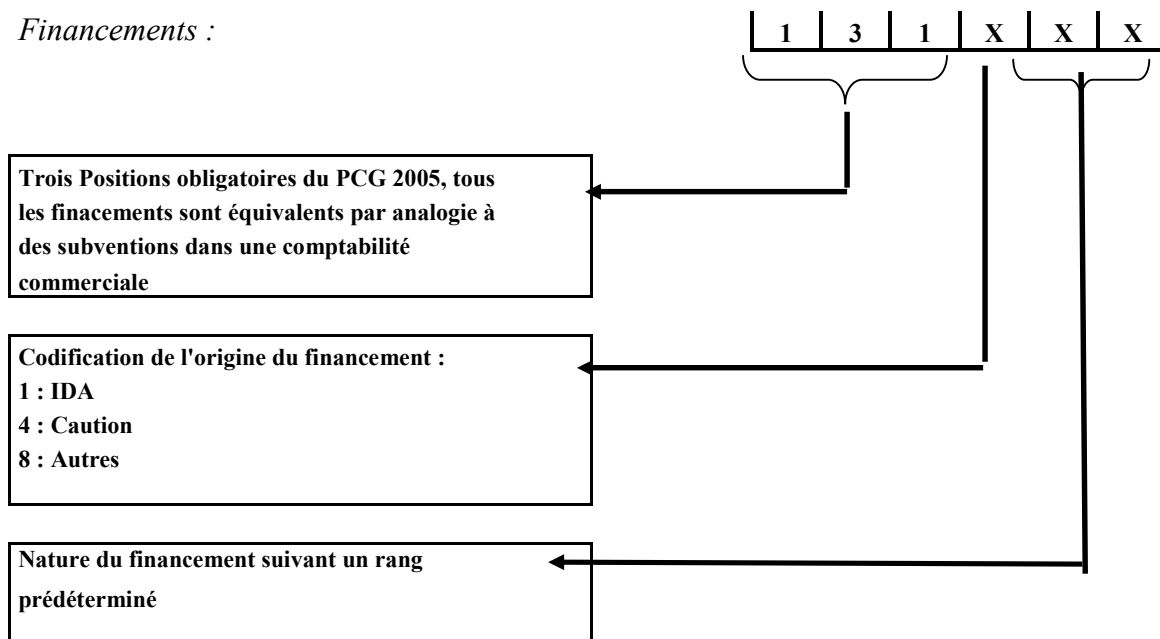 Financements :
1 3 1 X X X
Trois Positions obligatoires du PCG 2005, tous
les finacements sont équivalents par analogie à
des subventions dans une comptabilité
commerciale
Codification de l'origine du financement :
1 : IDA
4 : Caution
8 : Autres
Nature du financement suivant un rang
prédéterminé